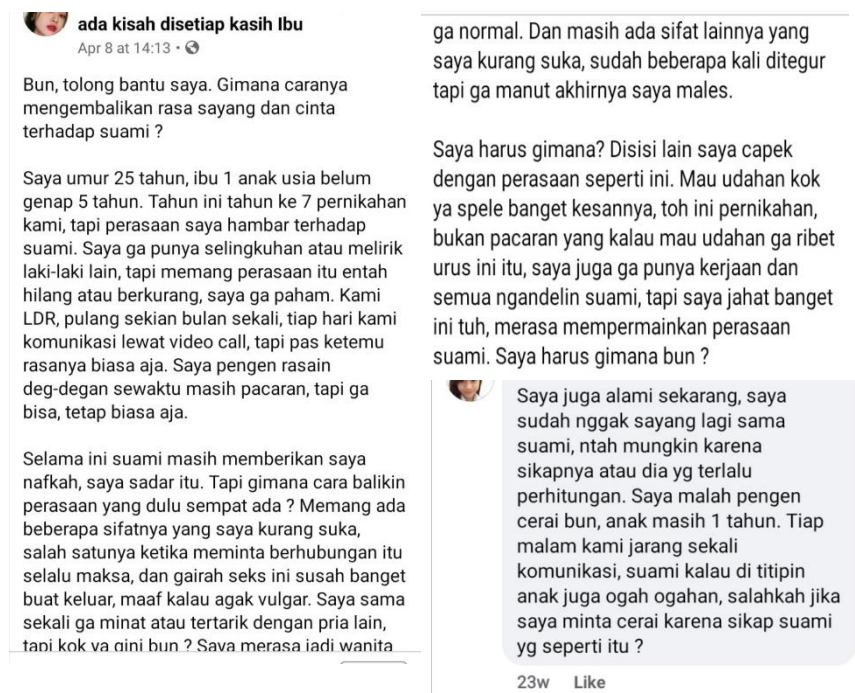 ada kisah disetiap kasih Ibu
Apr 8 at 14:13 •
Bun, tolong bantu saya. Gimana caranya
mengembalikan rasa sayang dan cinta
terhadap suami ?
Saya umur 25 tahun, ibu 1 anak usia belum
genap 5 tahun. Tahun ini tahun ke 7 pernikahan
kami, tapi perasaan saya hambar terhadap
suami. Saya ga punya selingkuhan atau melirik
laki-laki lain, tapi memang perasaan itu entah
hilang atau berkurang, saya ga paham. Kami
LDR, pulang sekian bulan sekali, tiap hari kami
komunikasi lewat video call, tapi pas ketemu
rasanya biasa aja. Saya pengen rasain
deg-degan sewaktu masih pacaran, tapi ga
bisa, tetap biasa aja.
Selama ini suami masih memberikan saya
nafkah, saya sadar itu. Tapi gimana cara balikin
perasaan yang dulu sempat ada ? Memang ada
beberapa sifatnya yang saya kurang suka,
salah satunya ketika meminta berhubungan itu
selalu maksa, dan gairah seks ini susah banget
buat keluar, maaf kalau agak vulgar. Saya sama
sekali ga minat atau tertarik dengan pria lain,
tapi kok ya gini bun ? Saya merasa jadi wanita
ga normal. Dan masih ada sifat lainnya yang
saya kurang suka, sudah beberapa kali ditegur
tapi ga manut akhirnya saya males.
Saya harus gimana? Disisi lain saya capek
dengan perasaan seperti ini. Mau udahan kok
ya spele banget kesannya, toh ini pernikahan,
bukan pacaran yang kalau mau udahan ga ribet
urus ini itu, saya juga ga punya kerjaan dan
semua ngandelin suami, tapi saya jahat banget
ini tuh, merasa mempermainkan perasaan
suami. Saya harus gimana bun ?
Saya juga alami sekarang, saya
sudah nggak sayang lagi sama
suami, ntah mungkin karena
sikapnya atau dia yg terlalu
perhitungan. Saya malah pengen
cerai bun, anak masih 1 tahun. Tiap
malam kami jarang sekali
komunikasi, suami kalau di titipin
anak juga ogah ogahan, salahkah jika
saya minta cerai karena sikap suami
yg seperti itu ?
23w Like